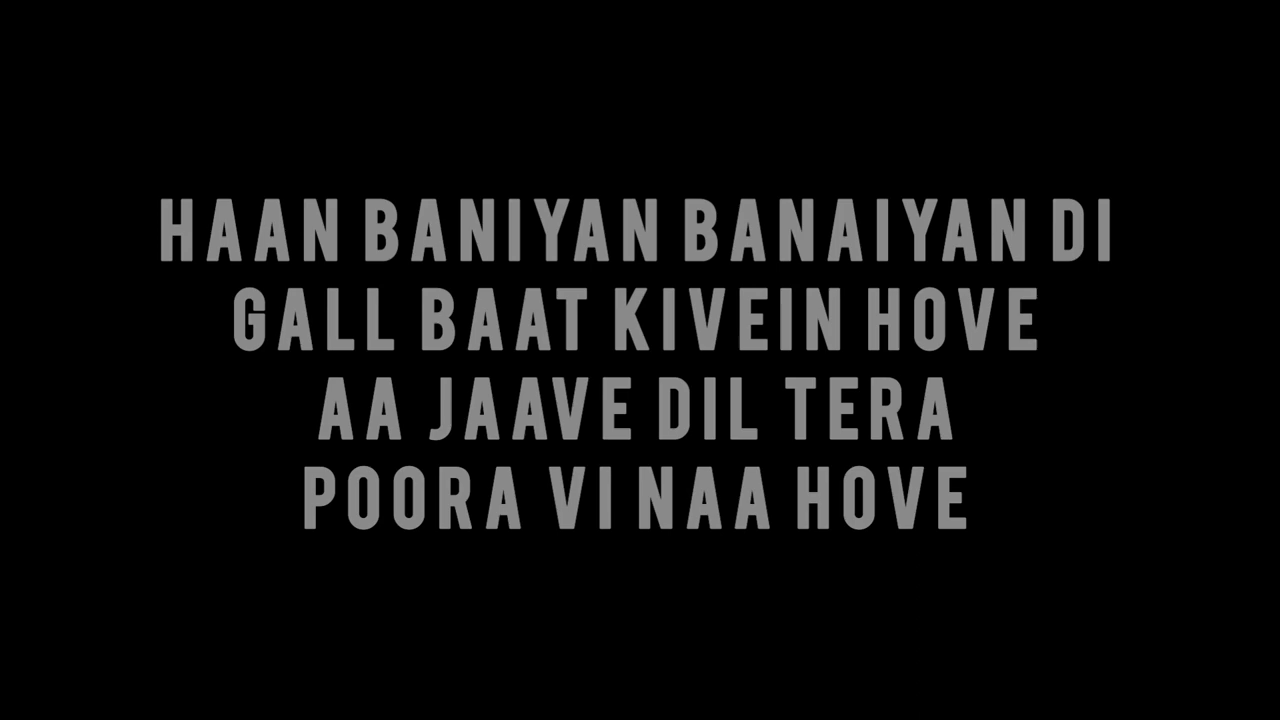 HAAN BANIYAN BANAIYAN DI
GALL BAAT KIVEIN HOVE
AA JAAVE DIL TERA
POORA VI NAA HOVE